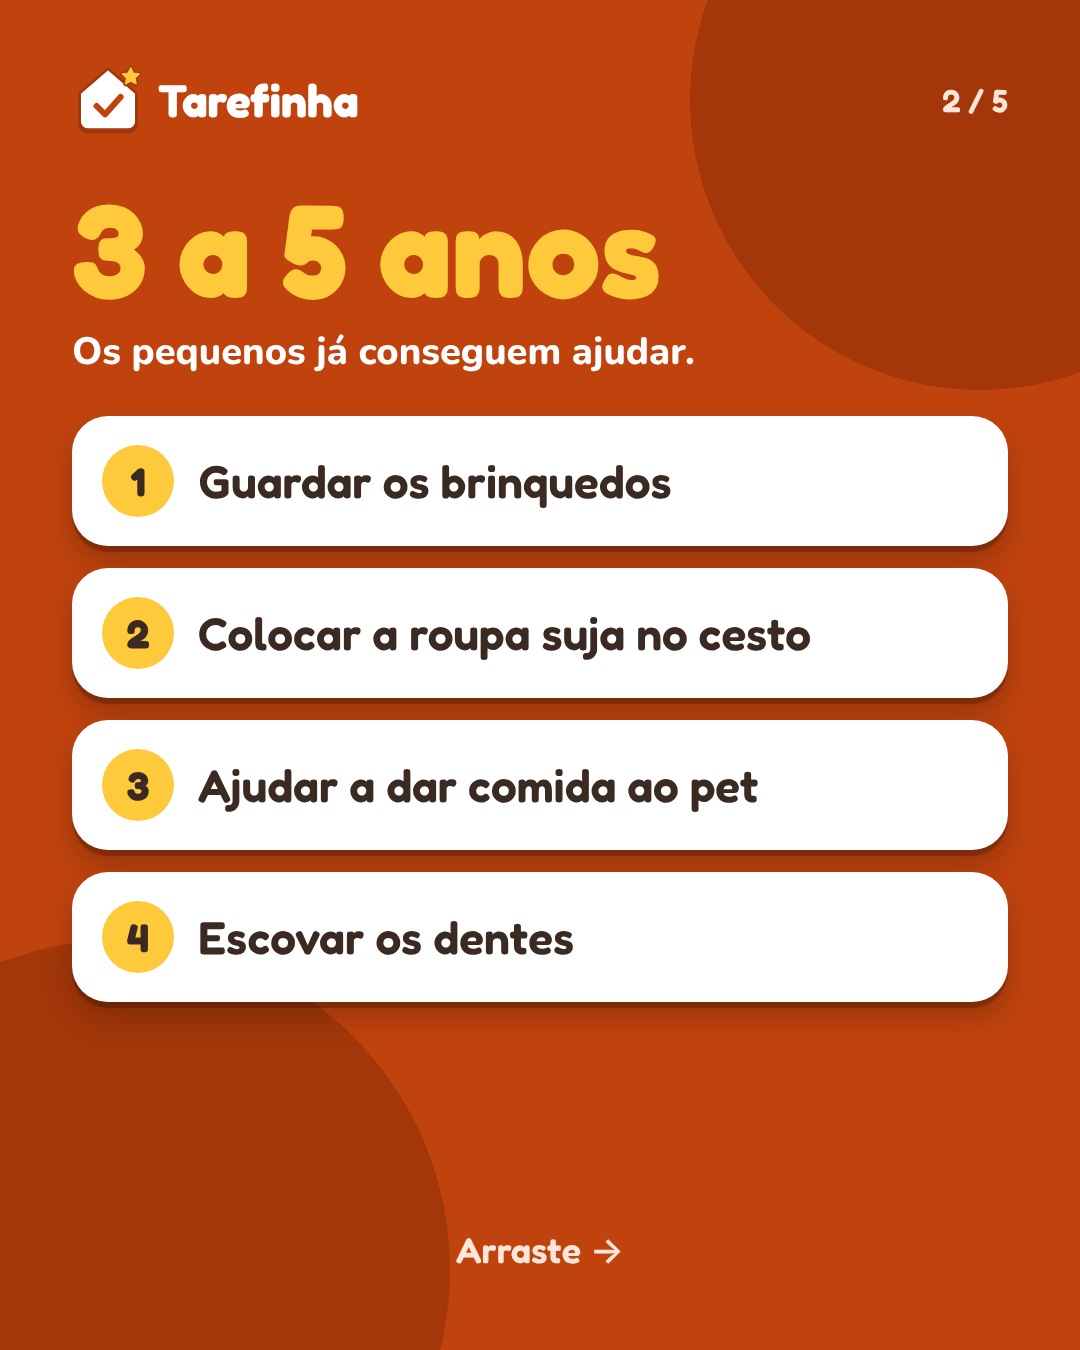 Tarefinha
2 / 5
3 a 5 anos
Os pequenos já conseguem ajudar.
1 Guardar os brinquedos
2 Colocar a roupa suja no cesto
3 Ajudar a dar comida ao pet
4 Escovar os dentes
Arraste →